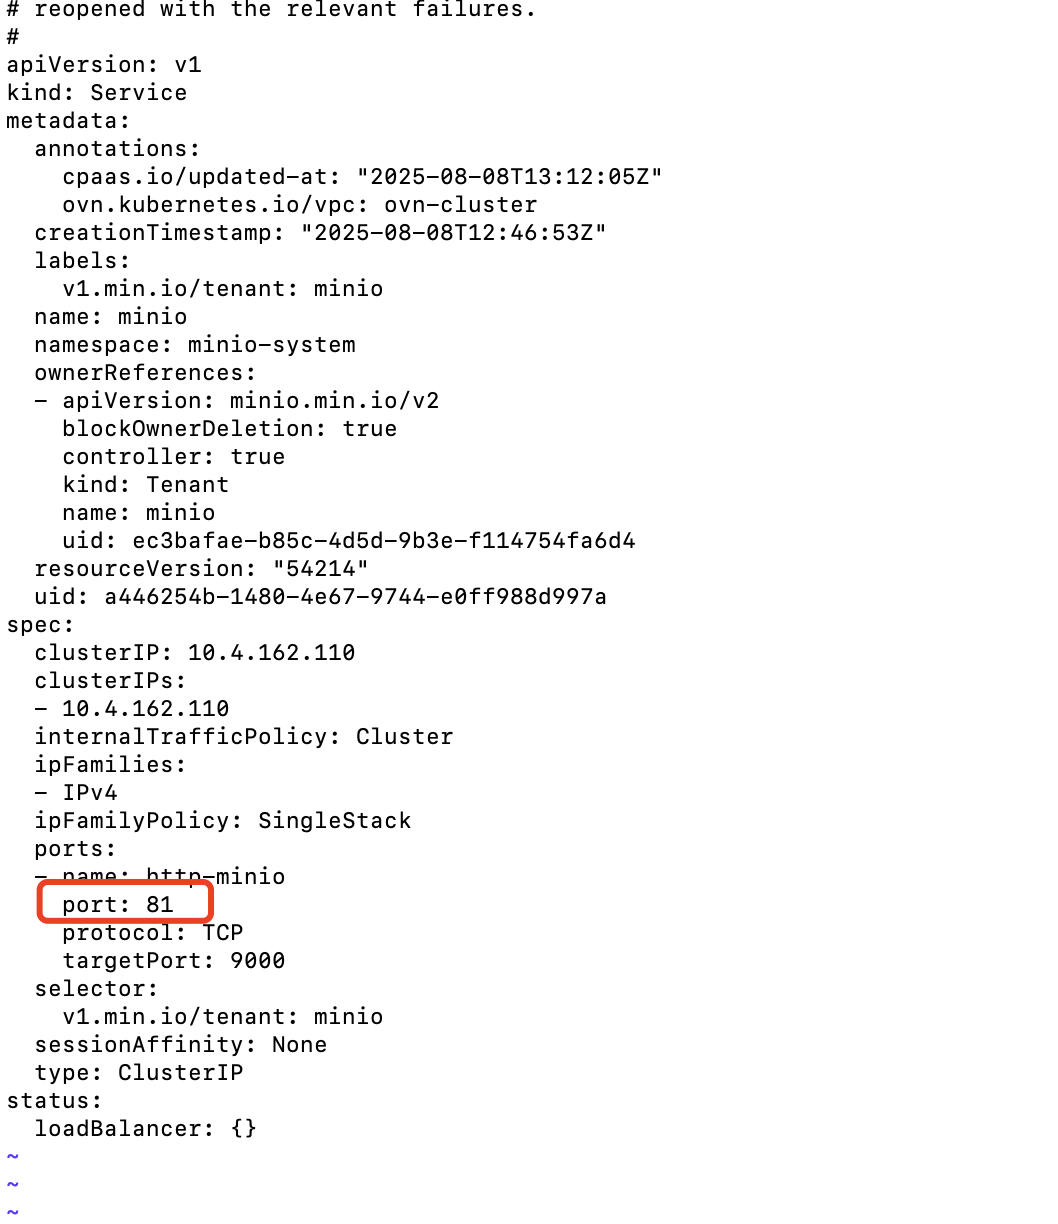 # reopened with the relevant failures.
#
apiVersion: v1
kind: Service
metadata:
  annotations:
    cpaas.io/updated-at: "2025-08-08T13:12:05Z"
    ovn.kubernetes.io/vpc: ovn-cluster
  creationTimestamp: "2025-08-08T12:46:53Z"
  labels:
    v1.min.io/tenant: minio
  name: minio
  namespace: minio-system
  ownerReferences:
  - apiVersion: minio.min.io/v2
    blockOwnerDeletion: true
    controller: true
    kind: Tenant
    name: minio
    uid: ec3bafae-b85c-4d5d-9b3e-f114754fa6d4
  resourceVersion: "54214"
  uid: a446254b-1480-4e67-9744-e0ff988d997a
spec:
  clusterIP: 10.4.162.110
  clusterIPs:
  - 10.4.162.110
  internalTrafficPolicy: Cluster
  ipFamilies:
  - IPv4
  ipFamilyPolicy: SingleStack
  ports:
  - name: http-minio
    port: 81
    protocol: TCP
    targetPort: 9000
  selector:
    v1.min.io/tenant: minio
  sessionAffinity: None
  type: ClusterIP
status:
  loadBalancer: {}
~
~
~